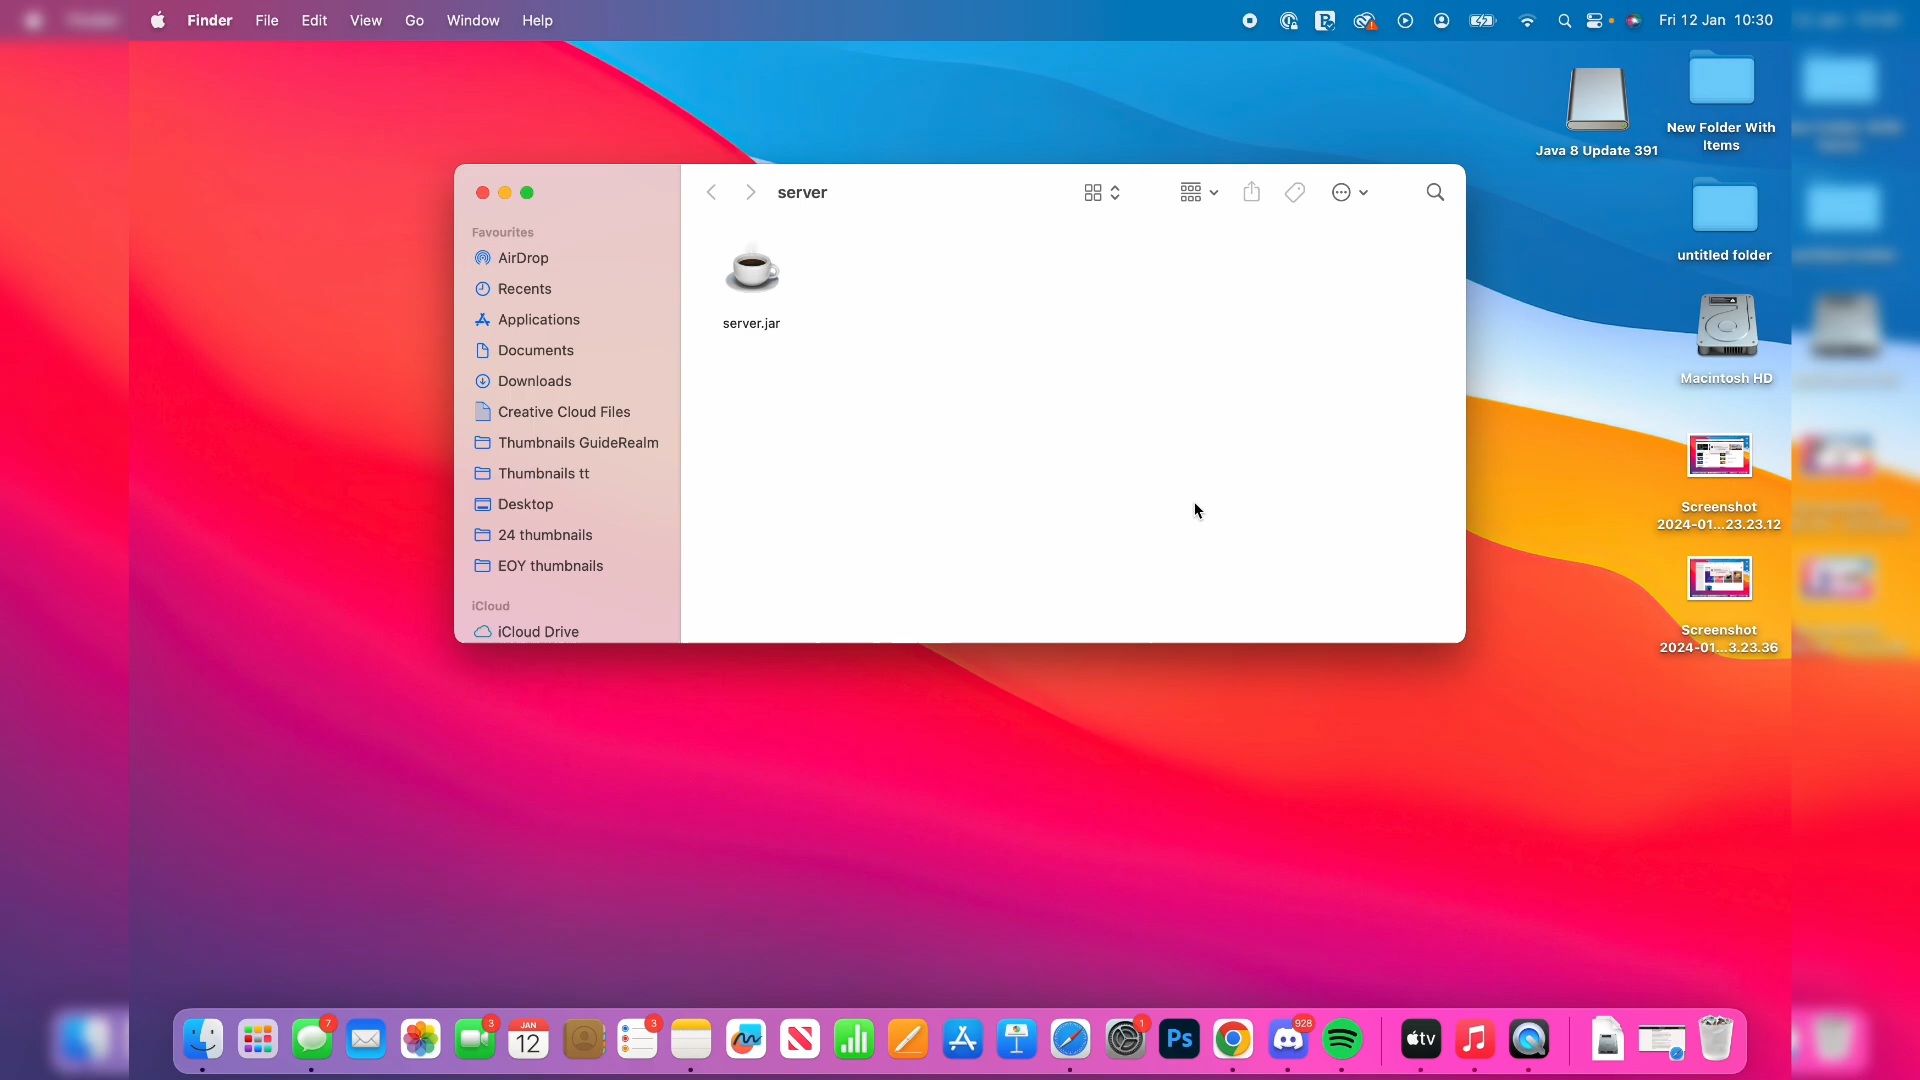 Finder File Edit View Go Window Help
Fri 12 Jan 10:30
server
Favourites
AirDrop
Recents
Applications
Documents
Downloads
Creative Cloud Files
Thumbnails GuideRealm
Thumbnails tt
Desktop
24 thumbnails
EOY thumbnails
iCloud
iCloud Drive
server.jar
Java 8 Update 391
New Folder With
Items
untitled folder
Macintosh HD
Screenshot
2024-01...23.23.12
Screenshot
2024-01...3.23.36
7
3
JAN
12
3
1
Ps
928
tv